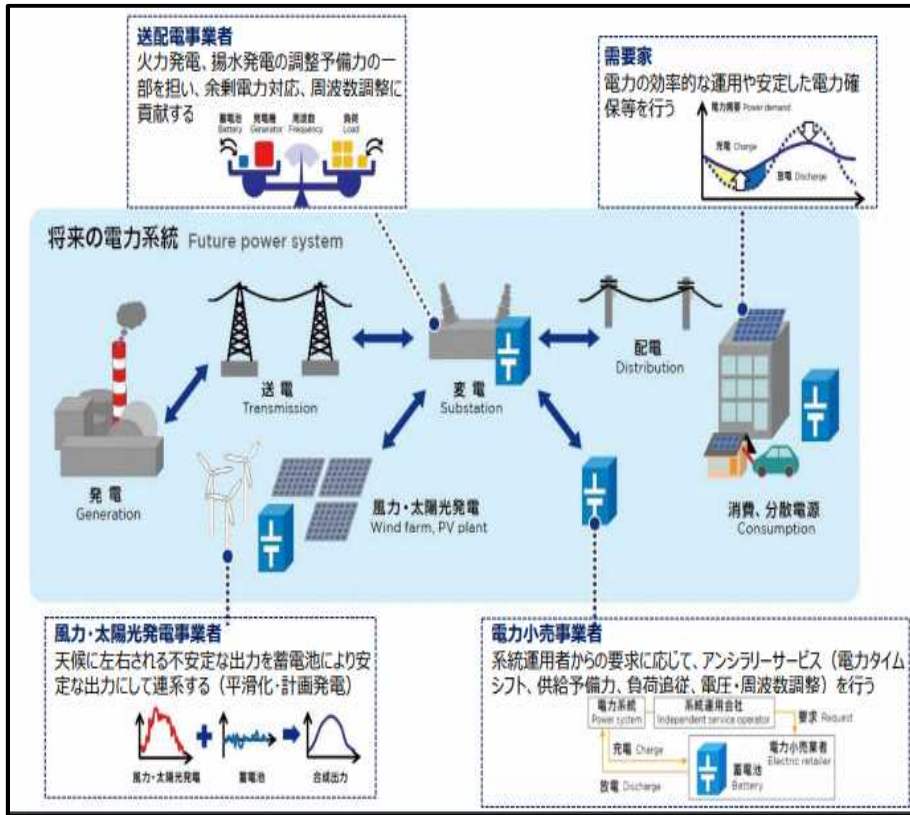 送配電事業者
火力発電、揚水発電の調整予備力の一
部を担い、余剰電力対応、周波数調整に
貢献する
蓄電池 発電機 周波数 負荷
Battery Generator Frequency Load
需要家
電力の効率的な運用や安定した電力確
保等を行う
電力需要 Power demand
充電 Charge
放電 Discharge
将来の電力系統 Future power system
発電
Generation
送電
Transmission
変電
Substation
配電
Distribution
風力・太陽光発電
Wind farm, PV plant
消費、分散電源
Consumption
風力・太陽光発電事業者
天候に左右される不安定な出力を蓄電池により安
定な出力にして連系する（平滑化・計画発電）
風力・太陽光発電 蓄電池 合成出力
電力小売事業者
系統運用者からの要求に応じて、アンシラリーサービス（電力タイム
シフト、供給予備力、負荷追従、電圧・周波数調整）を行う
電力系統 系統運用会社
Power system Independent service operator
要求 Request
充電 Charge
電力小売業者
Electric retailer
蓄電池
Battery
放電 Discharge